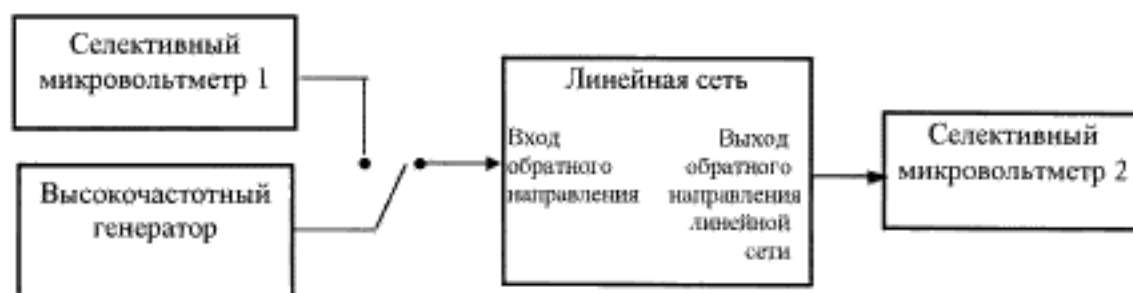 Селективный
микровольтметр 1
Высокочастотный
генератор
Линейная сеть
Вход
обратного
направления
Выход
обратного
направления
линейной
сети
Селективный
микровольтметр 2